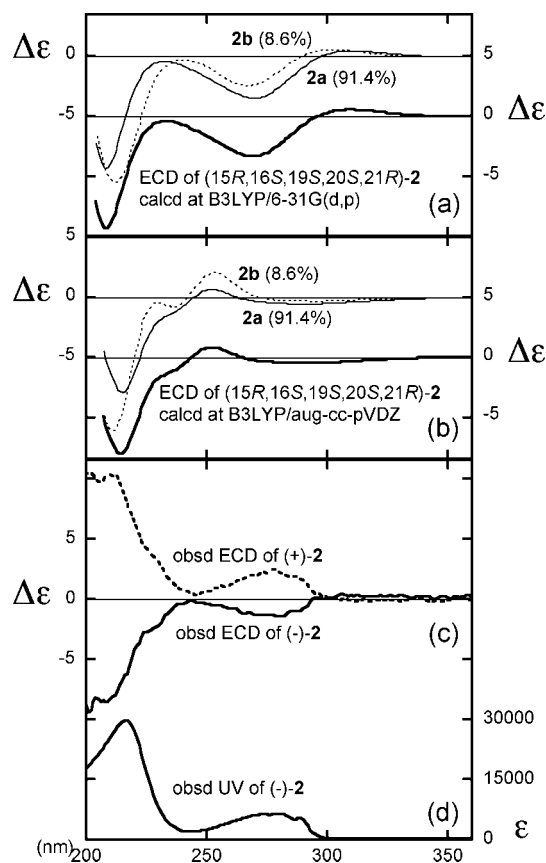 Δε
0
-5
5
0
-5
Δε
2b (8.6%)
2a (91.4%)
ECD of (15R,16S,19S,20S,21R)-2
calcd at B3LYP/6-31G(d,p)
(a)
5
Δε
0
-5
5
0
-5
Δε
2b (8.6%)
2a (91.4%)
ECD of (15R,16S,19S,20S,21R)-2
calcd at B3LYP/aug-cc-pVDZ
(b)
5
Δε
0
-5
obsd ECD of (+)-2
obsd ECD of (-)-2
(c)
30000
15000
0
ε
obsd UV of (-)-2
(d)
(nm)
200
250
300
350